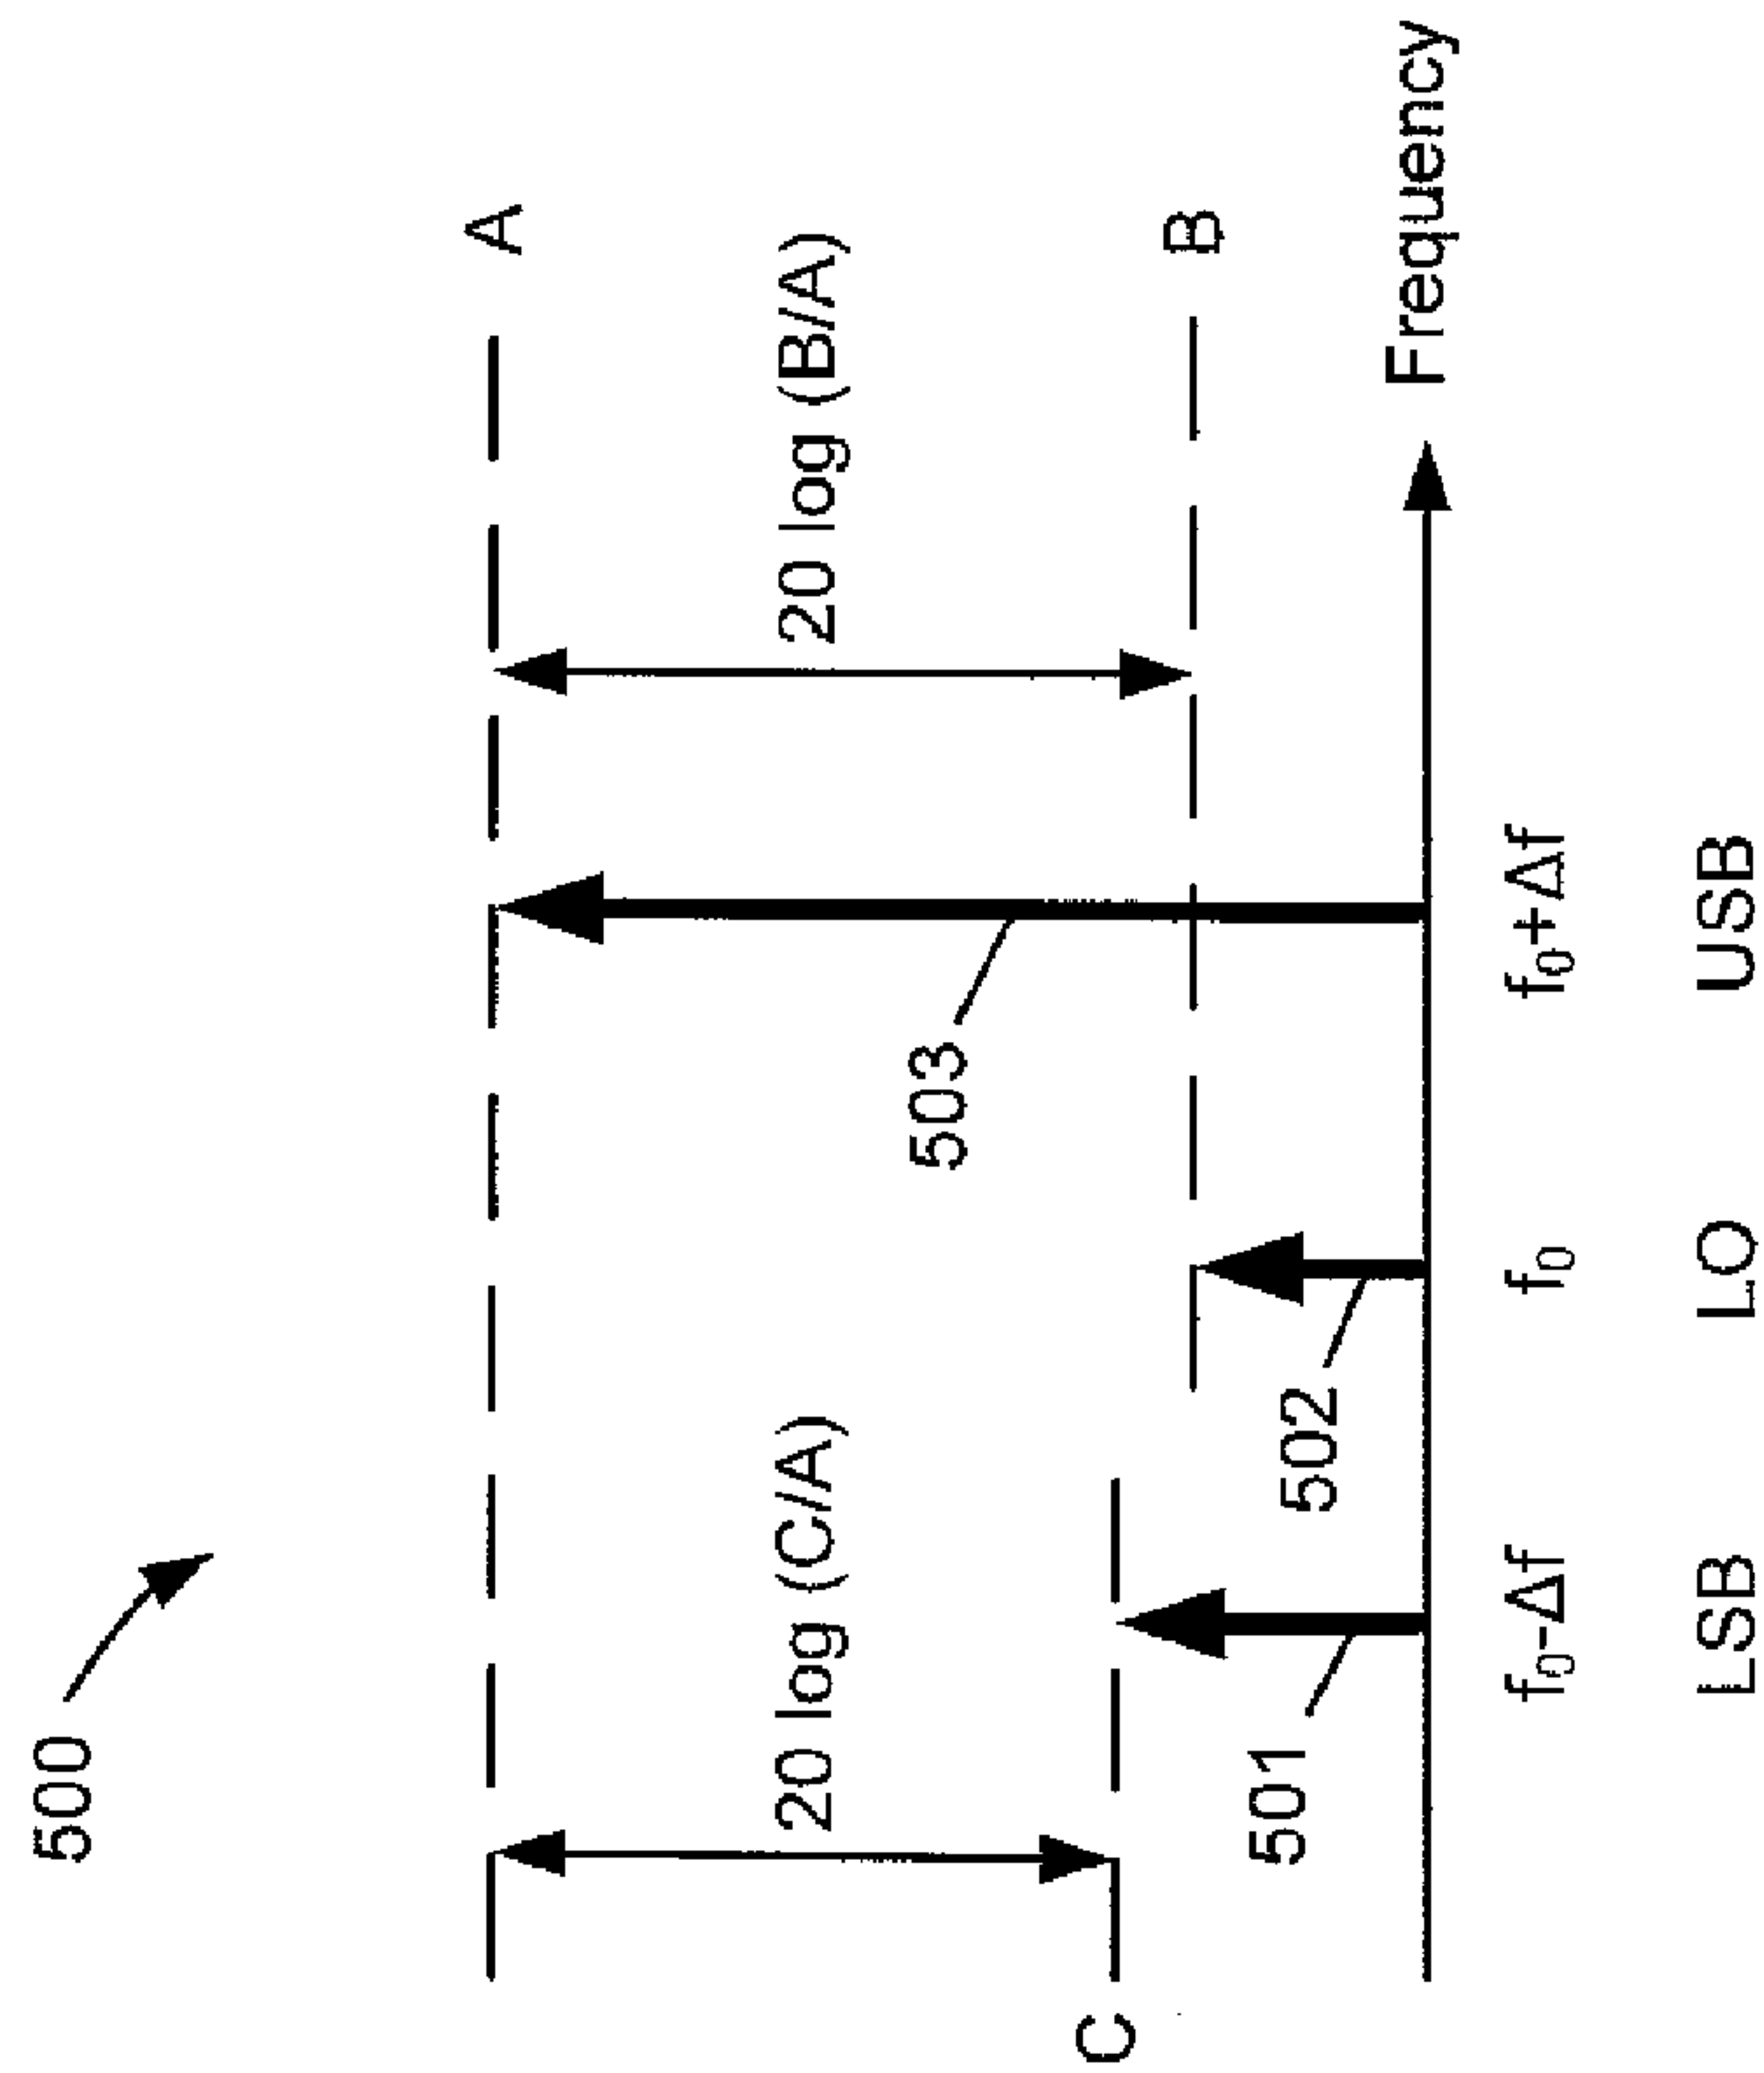 500
A
20 log (C/A)
20 log (B/A)
503
C
B
501
502
Frequency
f₀-Δf
f₀
f₀+Δf
LSB
LO
USB